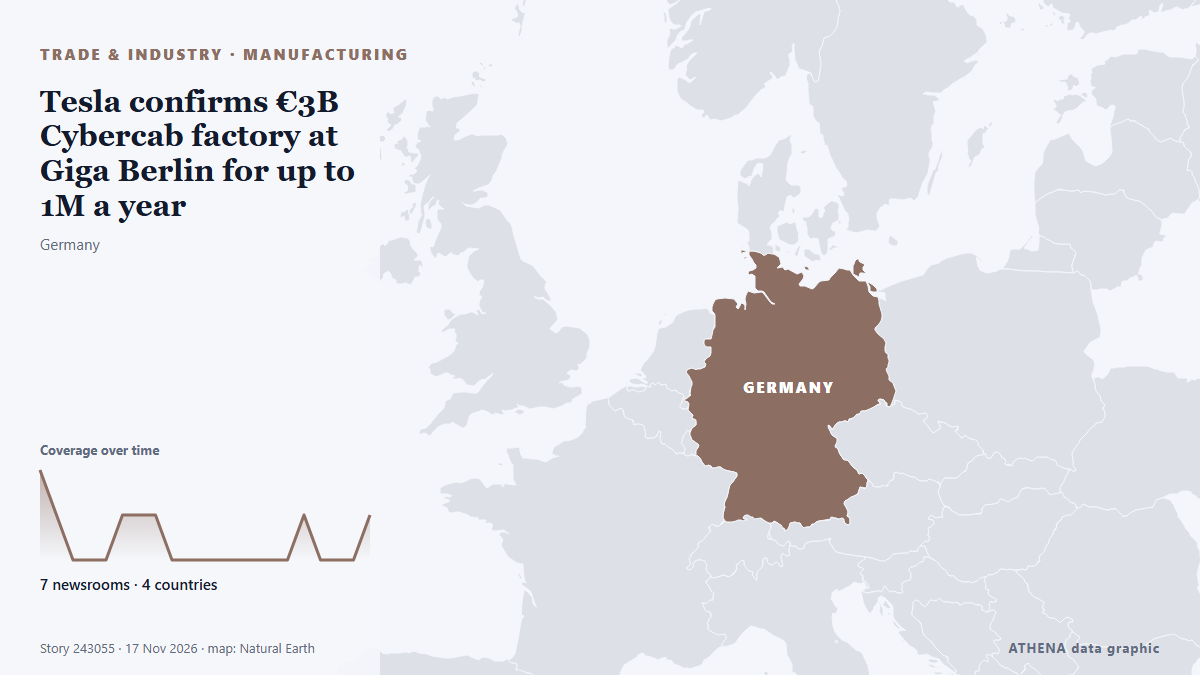 TRADE & INDUSTRY · MANUFACTURING
Tesla confirms €3B
Cybercab factory at
Giga Berlin for up to
1M a year
Germany
GERMANY
Coverage over time
7 newsrooms · 4 countries
Story 243055 · 17 Nov 2026 · map: Natural Earth
ATHENA data graphic